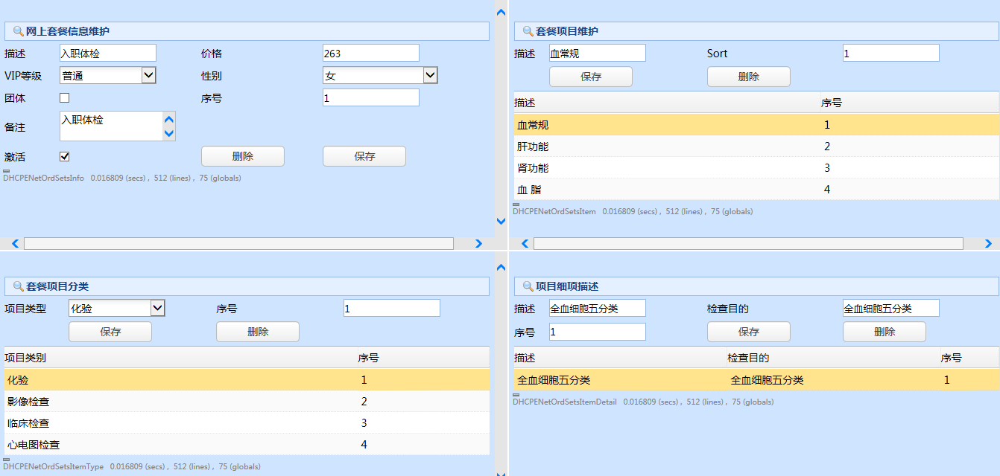 网上套餐信息维护
描述 入职体检 价格 263
VIP等级 普通 性别 女
团体 序号 1
备注 入职体检
激活 删除 保存
DHCPENetOrdSetsInfo 0.016809 (secs) , 512 (lines) , 75 (globals)
套餐项目维护
描述 血常规 Sort 1
保存 删除
描述 序号
血常规 1
肝功能 2
肾功能 3
血 脂 4
DHCPENetOrdSetsItem 0.016809 (secs) , 512 (lines) , 75 (globals)
套餐项目分类
项目类型 化验 序号 1
保存 删除
项目类别 序号
化验 1
影像检查 2
临床检查 3
心电图检查 4
DHCPENetOrdSetsItemType 0.016809 (secs) , 512 (lines) , 75 (globals)
项目细项描述
描述 全血细胞五分类 检查目的 全血细胞五分类
序号 1 保存 删除
描述 检查目的 序号
全血细胞五分类 全血细胞五分类 1
DHCPENetOrdSetsItemDetail 0.016809 (secs) , 512 (lines) , 75 (globals)